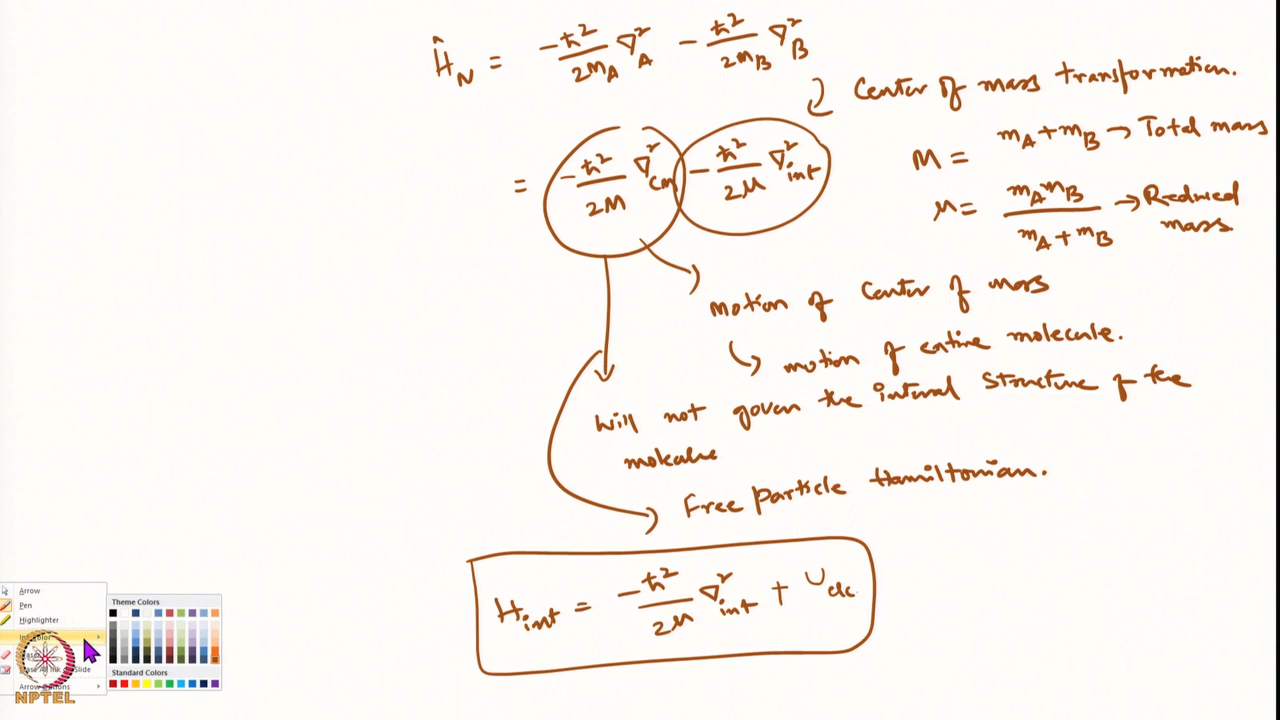 Ĥ_N = -ħ²/2m_A ∇²_A - ħ²/2m_B ∇²_B
Center of mass transformation.
= -ħ²/2M ∇²_cm - ħ²/2μ ∇²_int
M = m_A + m_B → Total mass
μ = m_A m_B / m_A + m_B → Reduced mass.
motion of Center of mass
motion of entire molecule.
will not goven the interval structure of the
molecule
Free particle Hamiltonian.
H_int = -ħ²/2μ ∇²_int + U_ele
Arrow
Pen
Highlighter
Theme Colors
Standard Colors
NPTEL